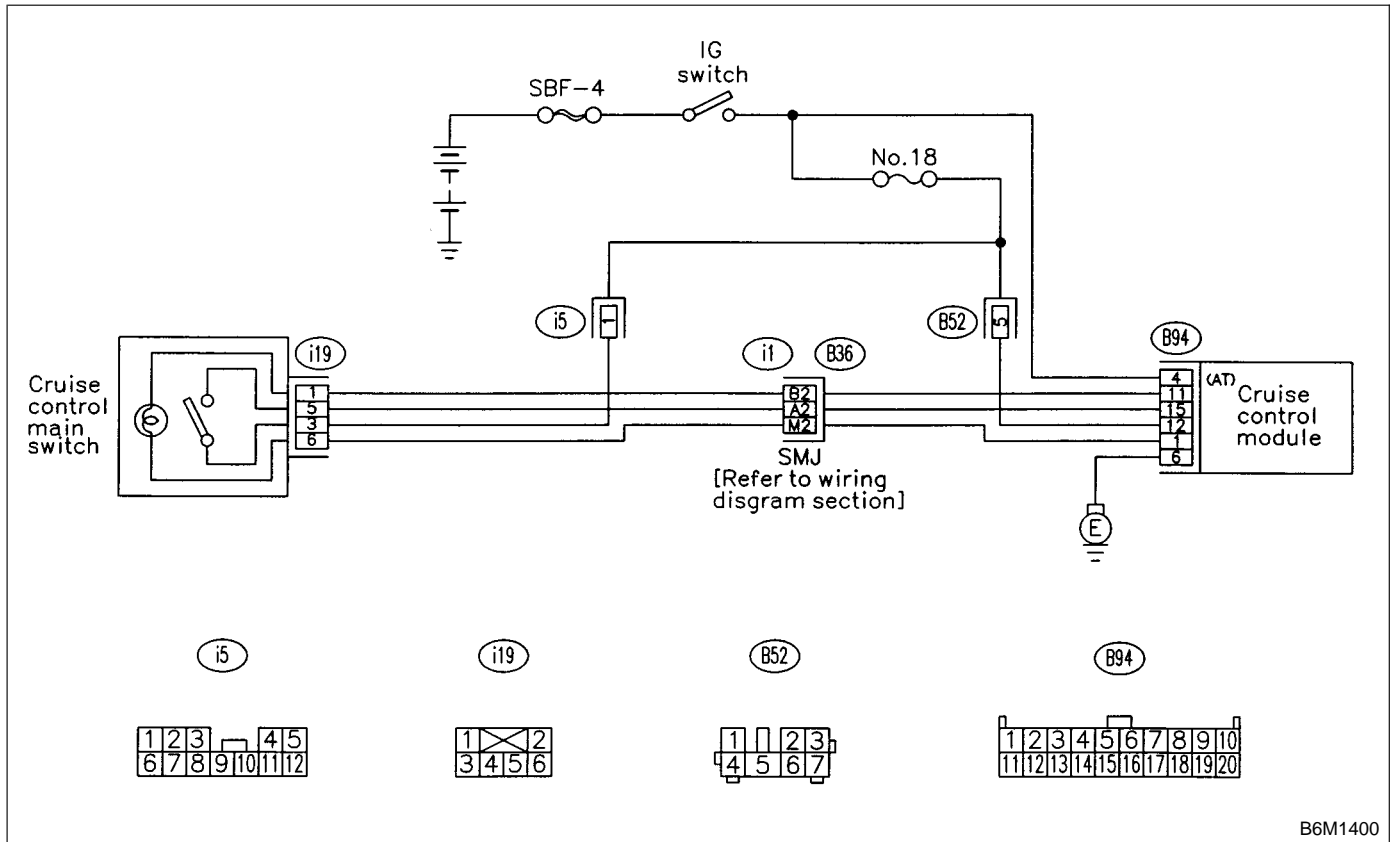 IG
switch
SBF-4
No.18
i5
B52
i19
i1
B36
B94
1
5
Cruise
control
main
switch
1
5
3
6
B2
A2
M2
4
11
15
12
1
6
(AT)
Cruise
control
module
SMJ
[Refer to wiring
disgram section]
E
i5
i19
B52
B94
1 2 3 4 5
6 7 8 9 10 11 12
1 2
3 4 5 6
1 2 3
4 5 6 7
1 2 3 4 5 6 7 8 9 10
11 12 13 14 15 16 17 18 19 20
B6M1400